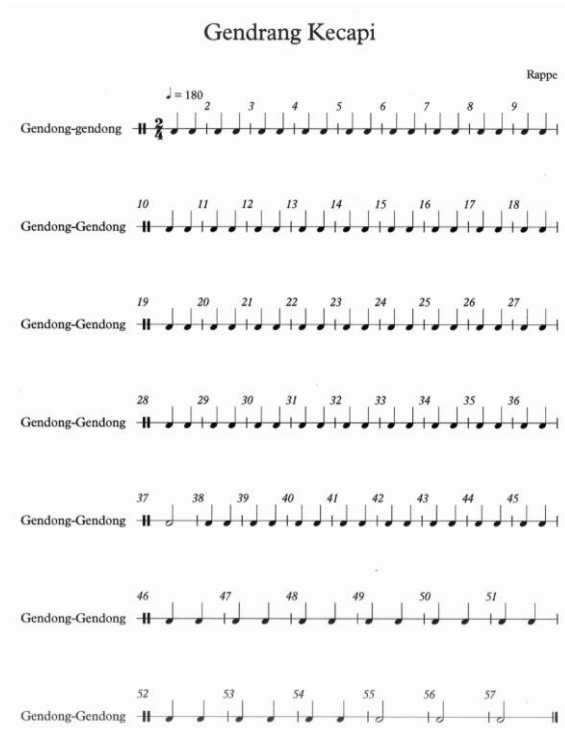 Gendrang Kecapi
Rappe
♩ = 180
2 3 4 5 6 7 8 9
Gendong-gendong 2/4
10 11 12 13 14 15 16 17 18
Gendong-Gendong
19 20 21 22 23 24 25 26 27
Gendong-Gendong
28 29 30 31 32 33 34 35 36
Gendong-Gendong
37 38 39 40 41 42 43 44 45
Gendong-Gendong
46 47 48 49 50 51
Gendong-Gendong
52 53 54 55 56 57
Gendong-Gendong